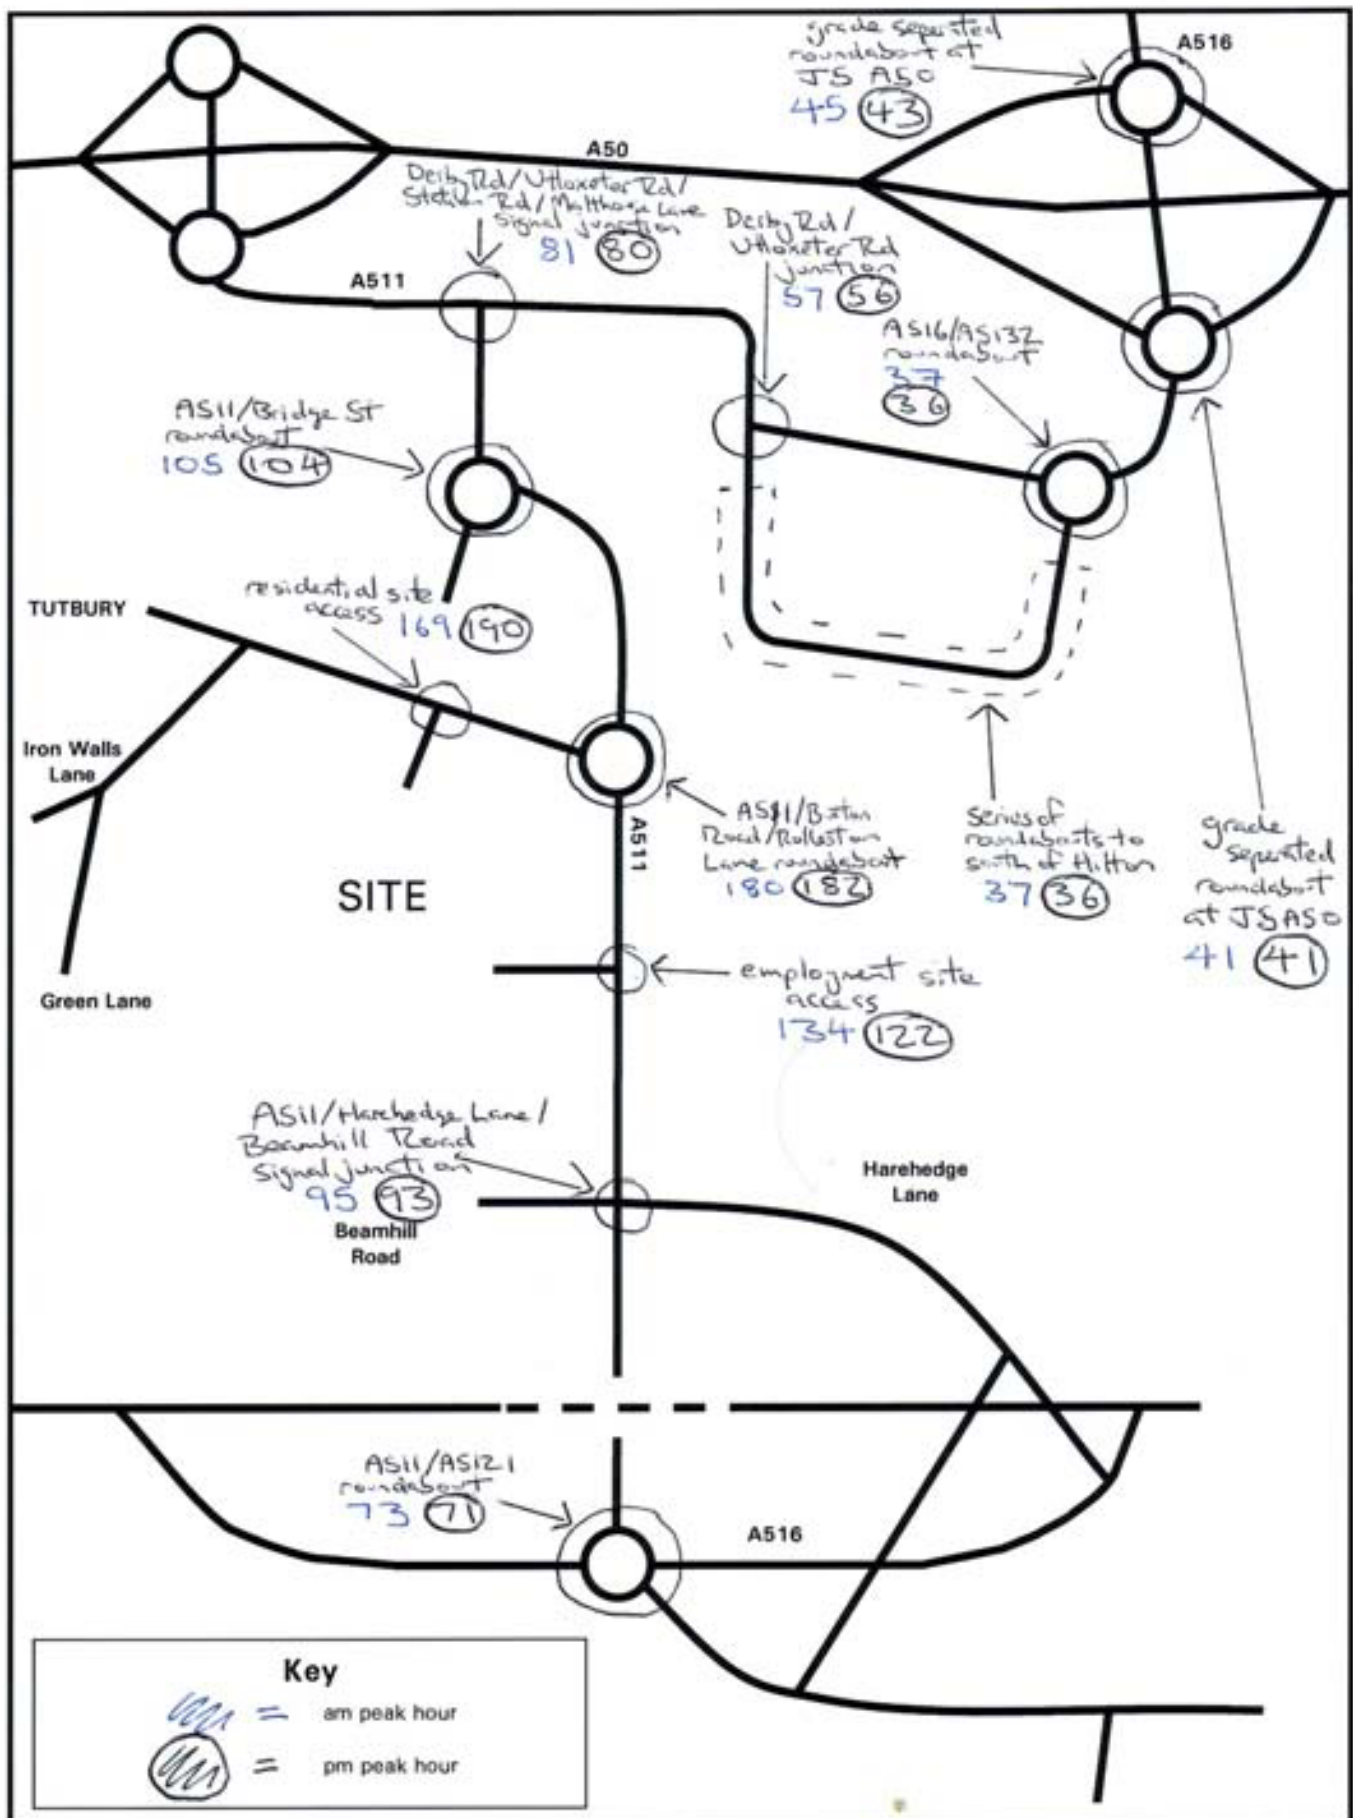 grade seperated
roundabout at
J5 A50
45 43
A516
A50
Derby Rd/Uttoxeter Rd/
Rd/ Lane
signal junction
81 80
Derby Rd/
Uttoxeter Rd
junction
57 56
A511
A516/A5132
roundabout
37
36
A511/Bridge St
roundabout
105 104
residential site
access 169 190
TUTBURY
Iron Walls
Lane
A511
A511/Burton
Road/Rolleston
Lane roundabout
180 182
series of
roundabouts to
south of Hilton
37 36
grade
seperated
roundabout
at J5 A50
41 41
SITE
employment site
access
134 122
Green Lane
A511/Harehedge Lane/
Beamhill Road
signal junction
95 93
Harehedge
Lane
Beamhill
Road
A511/A5121
roundabout
73 71
A516
Key
= am peak hour
= pm peak hour